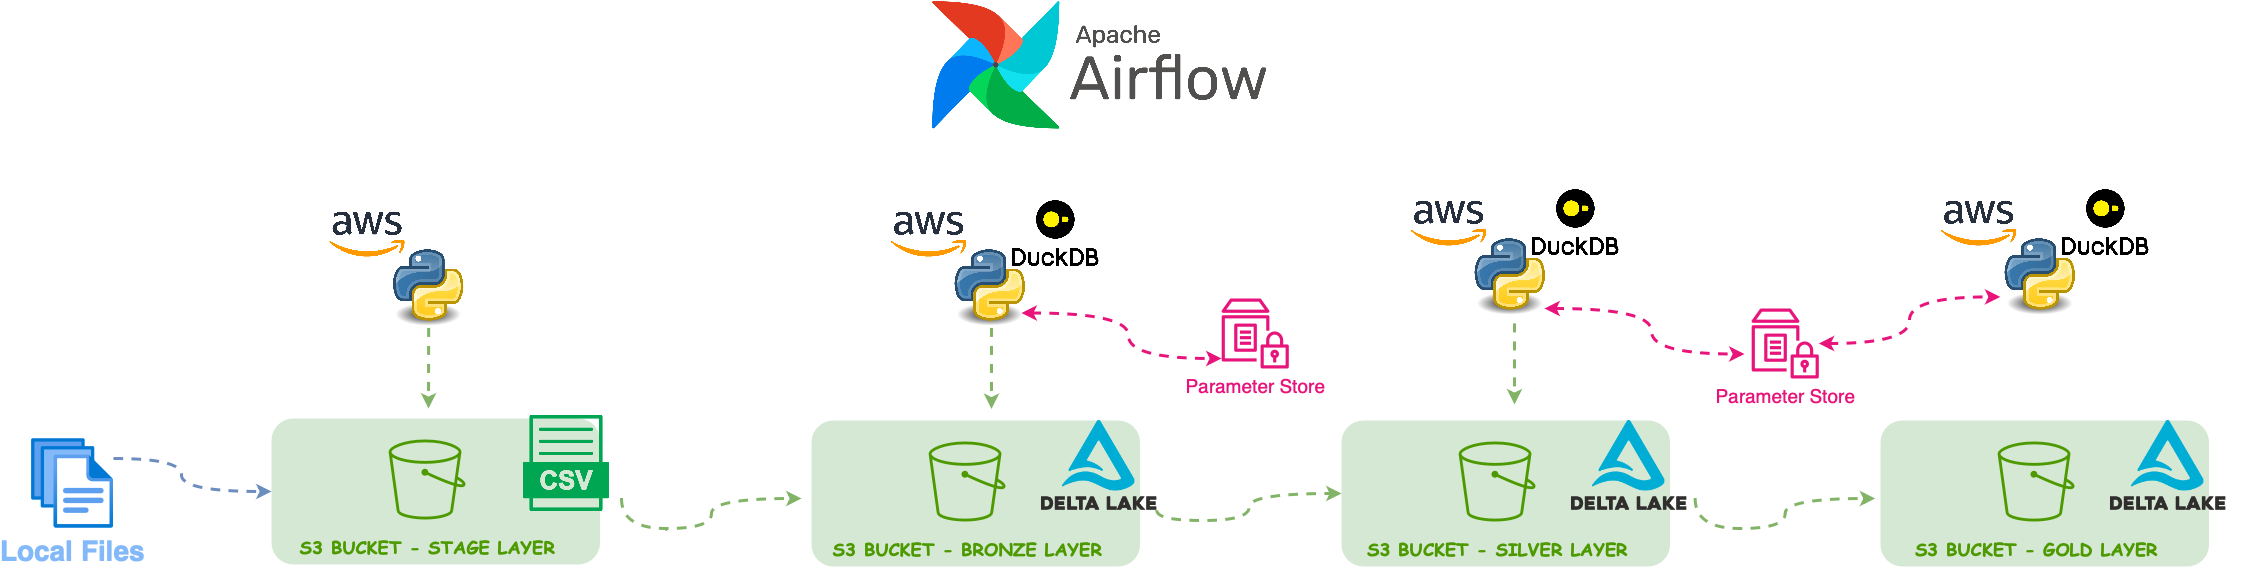 Apache
Airflow
aws
aws
DuckDB
aws
DuckDB
aws
DuckDB
Parameter Store
Parameter Store
Local Files
CSV
S3 BUCKET - STAGE LAYER
DELTA LAKE
S3 BUCKET - BRONZE LAYER
DELTA LAKE
S3 BUCKET - SILVER LAYER
DELTA LAKE
S3 BUCKET - GOLD LAYER